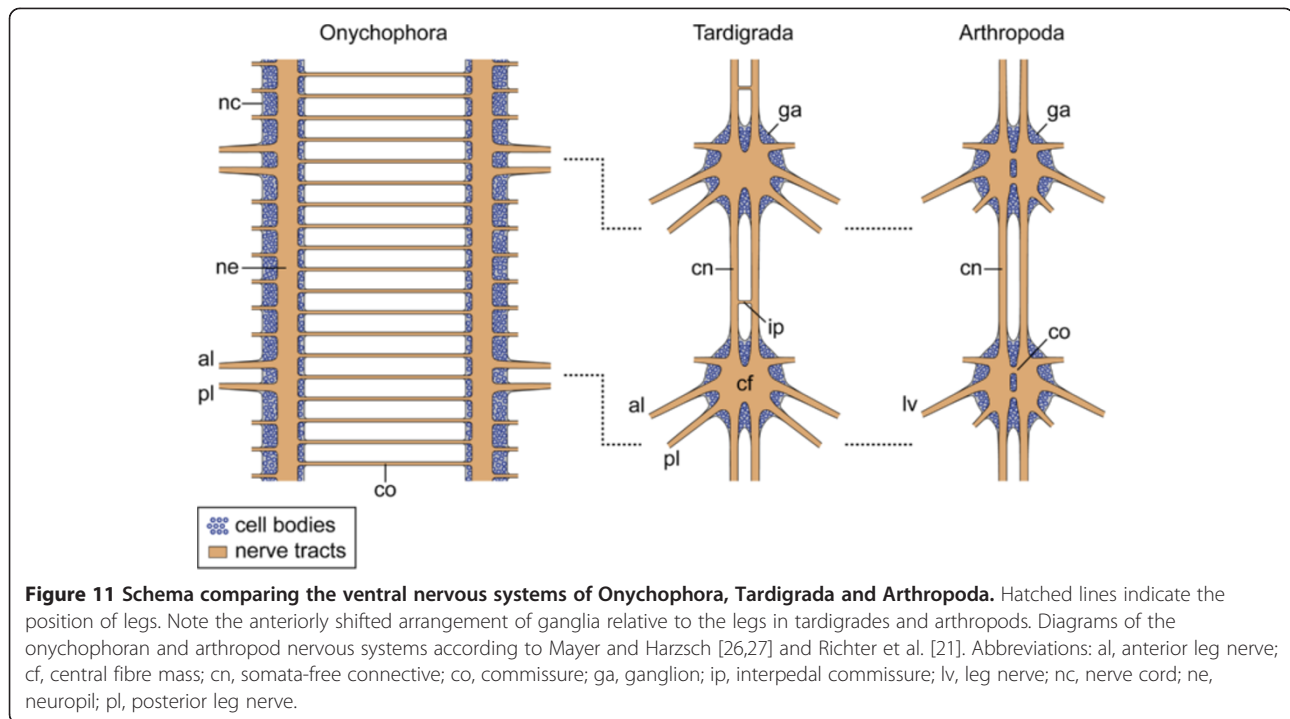 Onychophora
Tardigrada
Arthropoda
nc
ne
al
pl
co
ga
cn
ip
cf
al
pl
ga
cn
co
lv
cell bodies
nerve tracts
Figure 11 Schema comparing the ventral nervous systems of Onychophora, Tardigrada and Arthropoda. Hatched lines indicate the
position of legs. Note the anteriorly shifted arrangement of ganglia relative to the legs in tardigrades and arthropods. Diagrams of the
onychophoran and arthropod nervous systems according to Mayer and Harzsch [26,27] and Richter et al. [21]. Abbreviations: al, anterior leg nerve;
cf, central fibre mass; cn, somata-free connective; co, commissure; ga, ganglion; ip, interpedal commissure; lv, leg nerve; nc, nerve cord; ne,
neuropil; pl, posterior leg nerve.